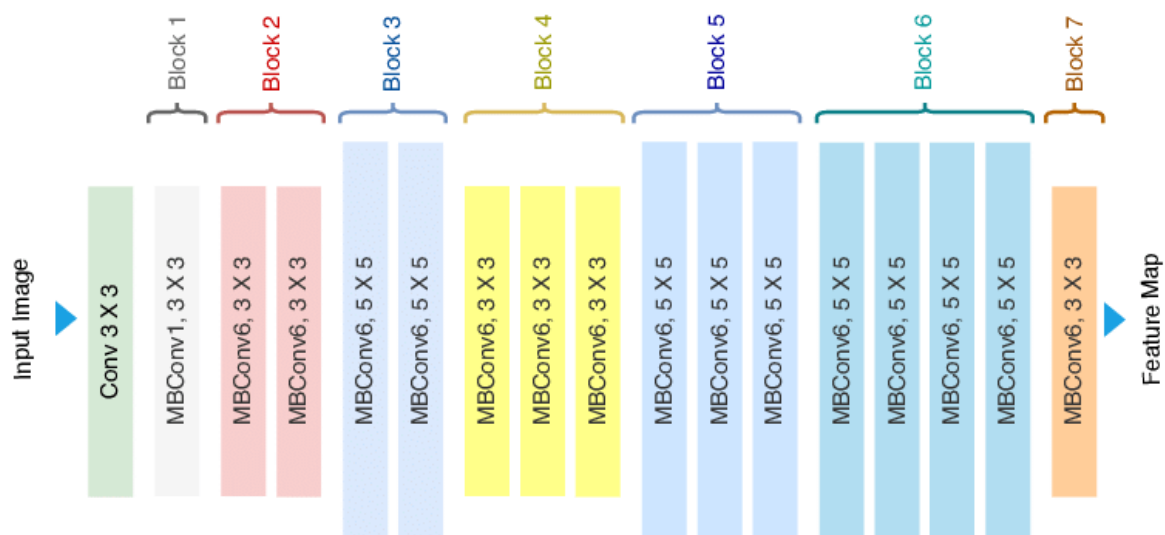 Block 1
Block 2
Block 3
Block 4
Block 5
Block 6
Block 7
Input Image
Conv 3 X 3
MBConv1, 3 X 3
MBConv6, 3 X 3
MBConv6, 3 X 3
MBConv6, 5 X 5
MBConv6, 5 X 5
MBConv6, 3 X 3
MBConv6, 3 X 3
MBConv6, 3 X 3
MBConv6, 5 X 5
MBConv6, 5 X 5
MBConv6, 5 X 5
MBConv6, 5 X 5
MBConv6, 5 X 5
MBConv6, 5 X 5
MBConv6, 5 X 5
MBConv6, 3 X 3
Feature Map